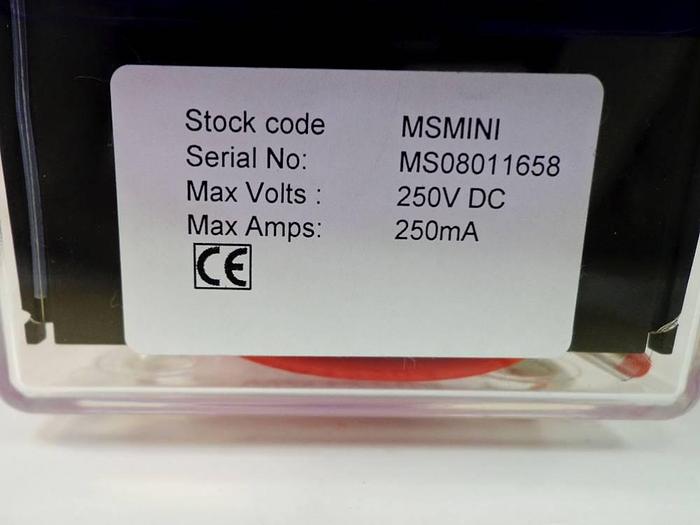 Stock code MSMINI
Serial No: MS08011658
Max Volts : 250V DC
Max Amps: 250mA
CE